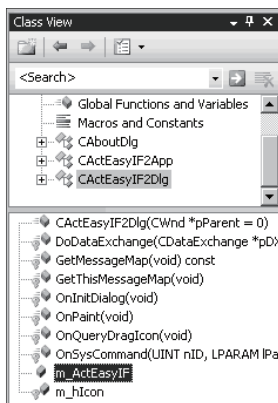 Class View
<Search>
Global Functions and Variables
Macros and Constants
CAboutDlg
CActEasyIF2App
CActEasyIF2Dlg
CActEasyIF2Dlg(CWnd *pParent = 0)
DoDataExchange(CDataExchange *pDX
GetMessageMap(void) const
GetThisMessageMap(void)
OnInitDialog(void)
OnPaint(void)
OnQueryDragIcon(void)
OnSysCommand(UINT nID, LPARAM lPa
m_ActEasyIF
m_hIcon